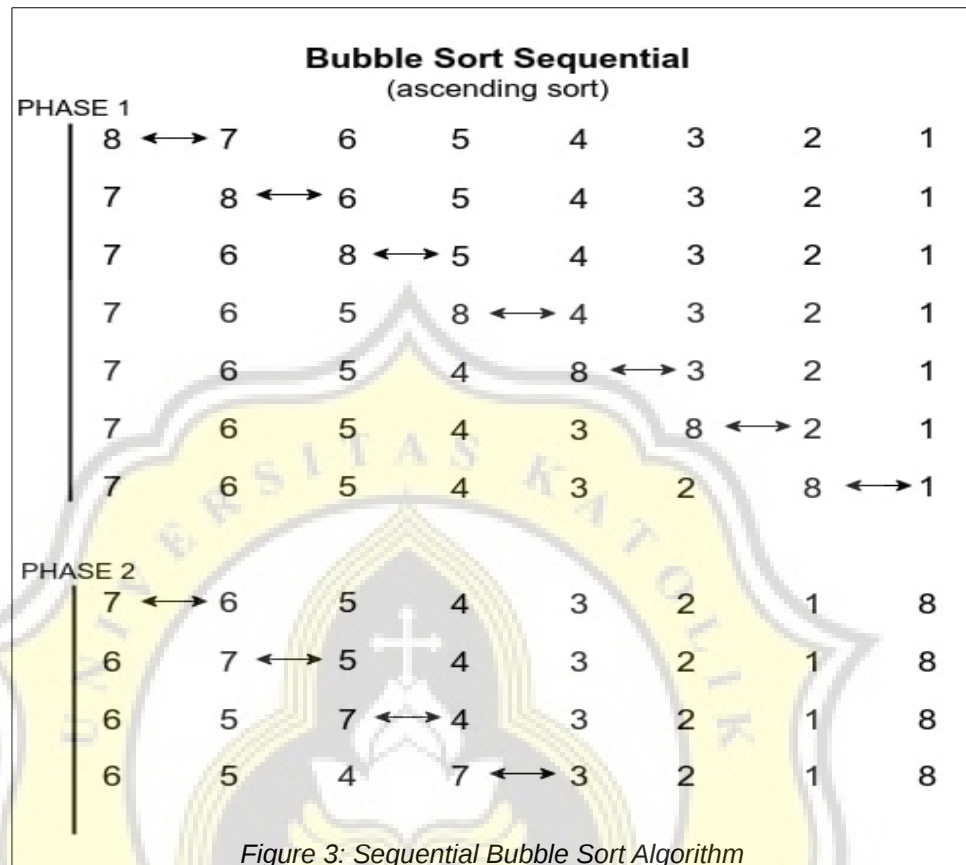 Bubble Sort Sequential
(ascending sort)
PHASE 1
8 7 6 5 4 3 2 1
7 8 6 5 4 3 2 1
7 6 8 5 4 3 2 1
7 6 5 8 4 3 2 1
7 6 5 4 8 3 2 1
7 6 5 4 3 8 2 1
7 6 5 4 3 2 8 1
PHASE 2
7 6 5 4 3 2 1 8
6 7 5 4 3 2 1 8
6 5 7 4 3 2 1 8
6 5 4 7 3 2 1 8
UNIVERSITAS KATOLIK
Figure 3: Sequential Bubble Sort Algorithm